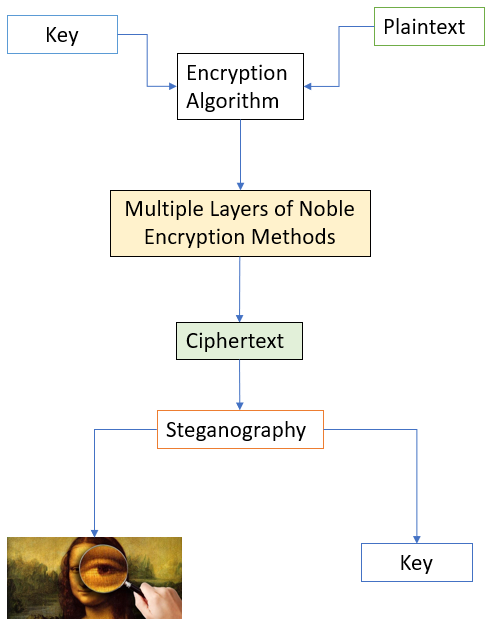 Key
Plaintext
Encryption
Algorithm
Multiple Layers of Noble
Encryption Methods
Ciphertext
Steganography
Key